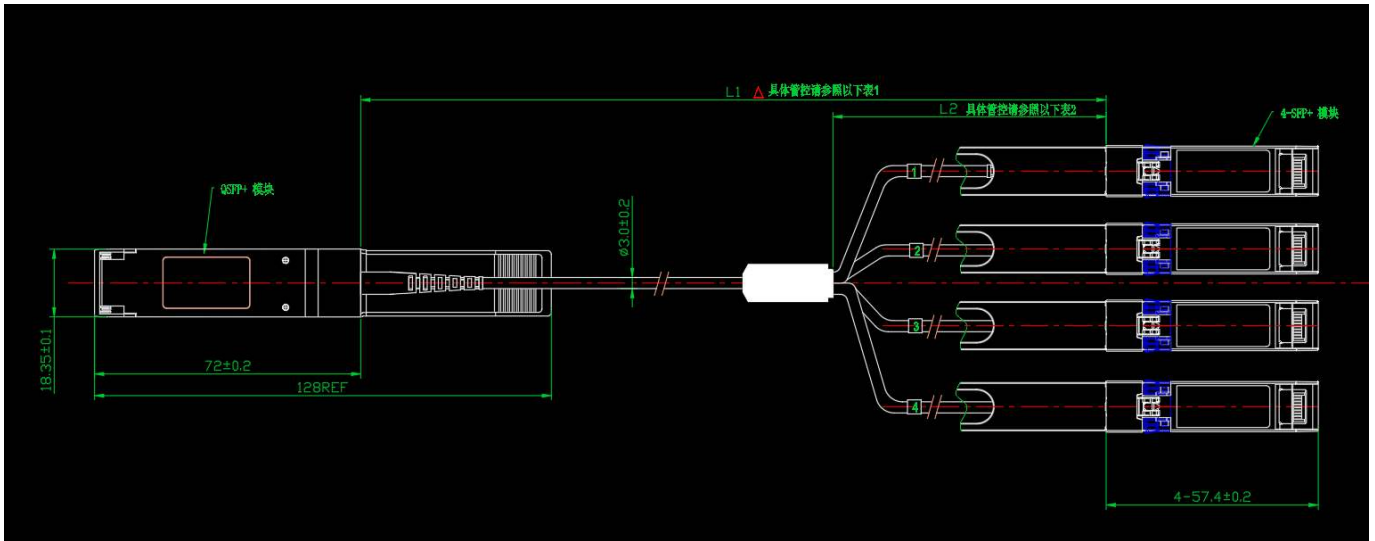 L1 △ 具体管控请参照以下表1
L2 具体管控请参照以下表2
4-SFP+ 模块
QSFP+ 模块
1
ø3.0±0.2
2
3
18.35±0.1
72±0.2
128REF
4
4-57.4±0.2